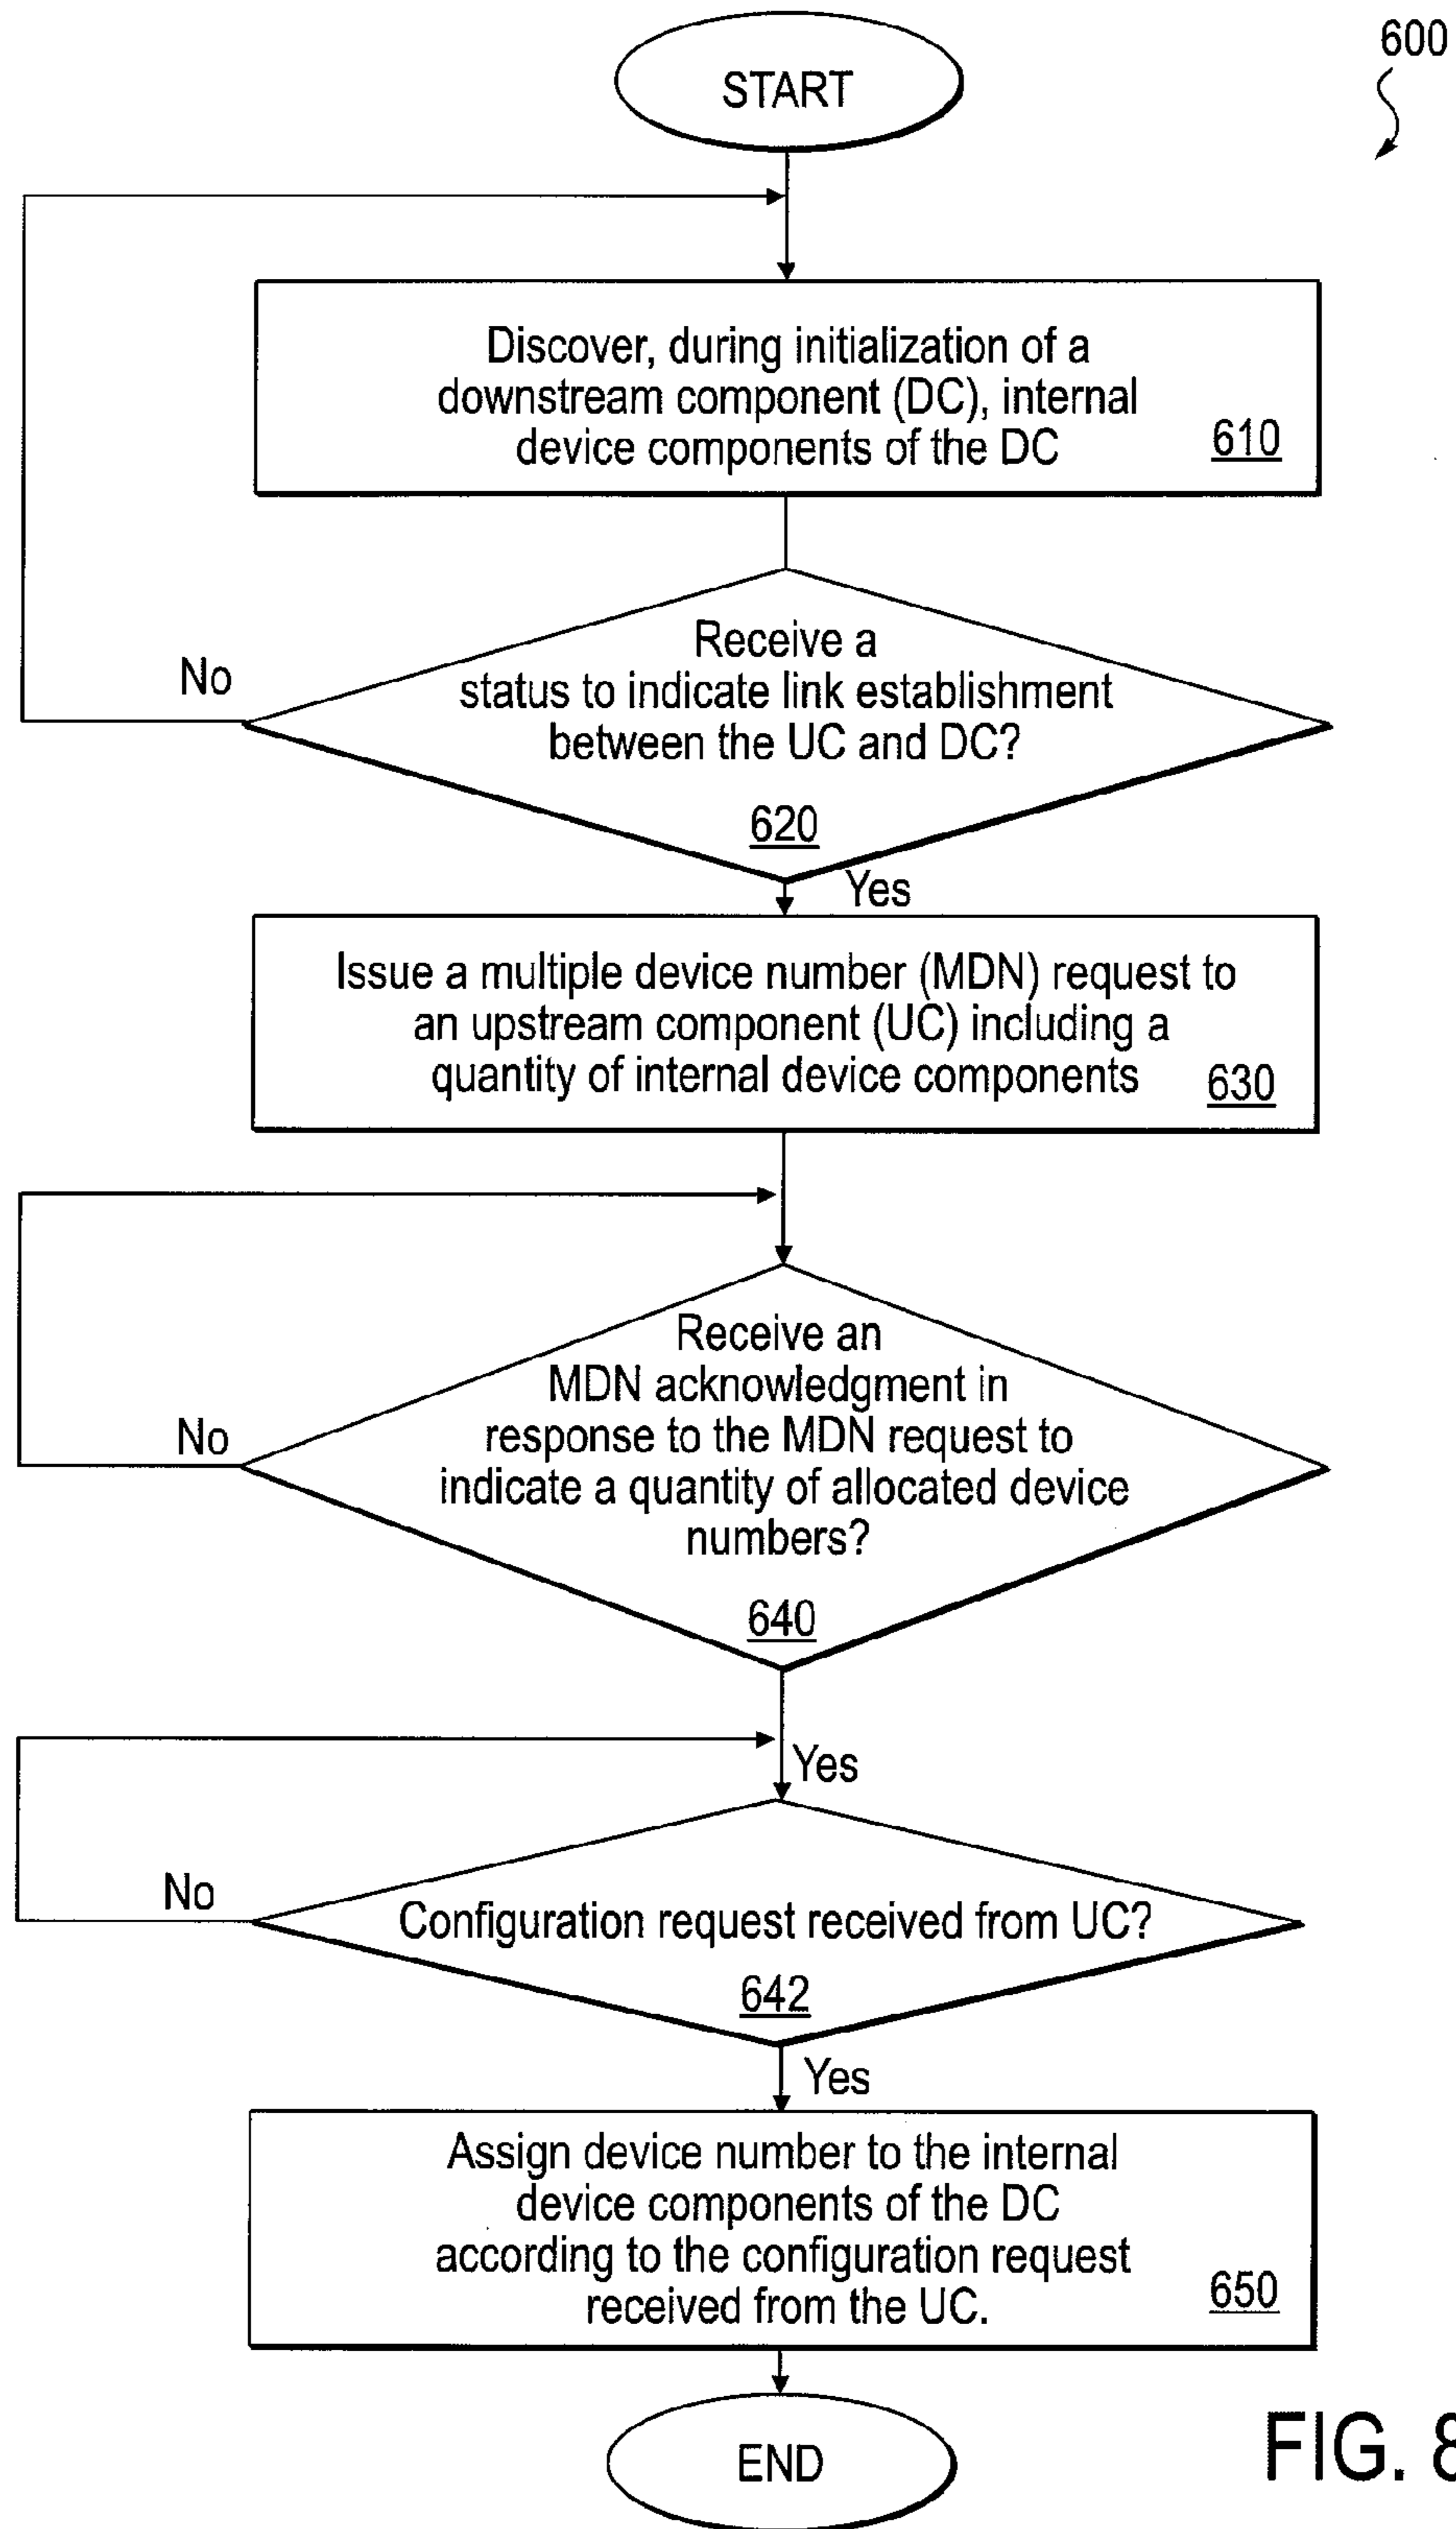 600
START
Discover, during initialization of a
downstream component (DC), internal
device components of the DC
610
Receive a
status to indicate link establishment
between the UC and DC?
No
620
Yes
Issue a multiple device number (MDN) request to
an upstream component (UC) including a
quantity of internal device components
630
Receive an
MDN acknowledgment in
response to the MDN request to
indicate a quantity of allocated device
numbers?
No
640
Yes
Configuration request received from UC?
No
642
Yes
Assign device number to the internal
device components of the DC
according to the configuration request
received from the UC.
650
END
FIG. 8